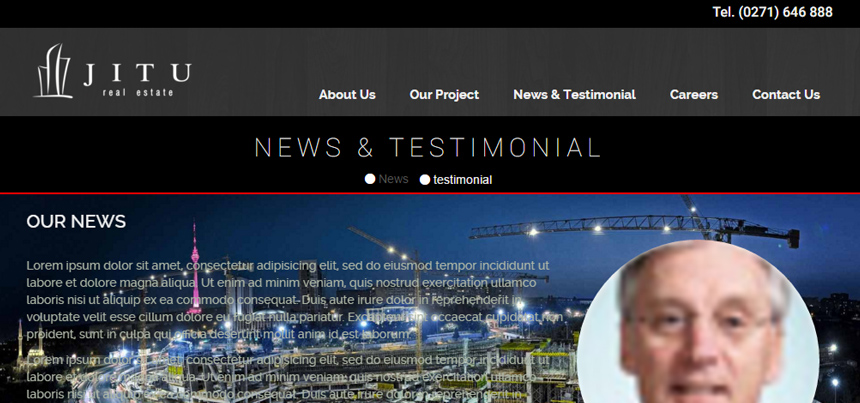 Tel. (0271) 646 888
JITU
real estate
About Us Our Project News & Testimonial Careers Contact Us
NEWS & TESTIMONIAL
News testimonial
OUR NEWS
Lorem ipsum dolor sit amet, consectetur adipisicing elit, sed do eiusmod tempor incididunt ut
labore et dolore magna aliqua. Ut enim ad minim veniam, quis nostrud exercitation ullamco
laboris nisi ut aliquip ex ea commodo consequat. Duis aute irure dolor in reprehenderit in
voluptate velit esse cillum dolore eu fugiat nulla pariatur. Excepteur sint occaecat cupidatat non
proident, sunt in culpa qui officia deserunt mollit anim id est laborum
Lorem ipsum dolor sit amet, consectetur adipisicing elit, sed do eiusmod tempor incididunt ut
labore et dolore magna aliqua. Ut enim ad minim veniam, quis nostrud exercitation ullamco
laboris nisi ut aliquip ex ea commodo consequat. Duis aute irure dolor in reprehenderit in